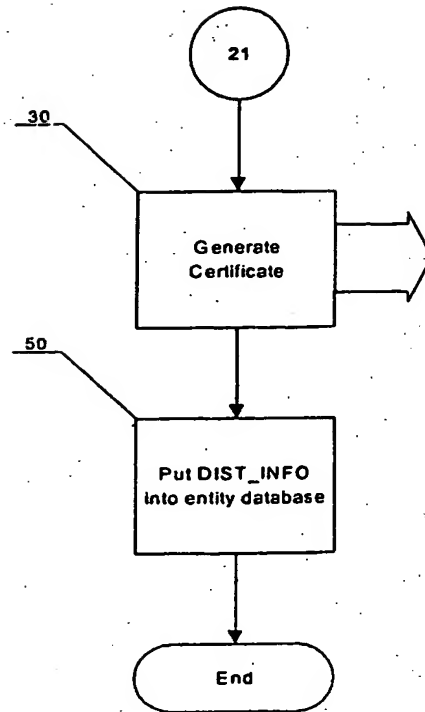 21
30
Generate
Certificate
50
Put DIST_INFO
into entity database
End